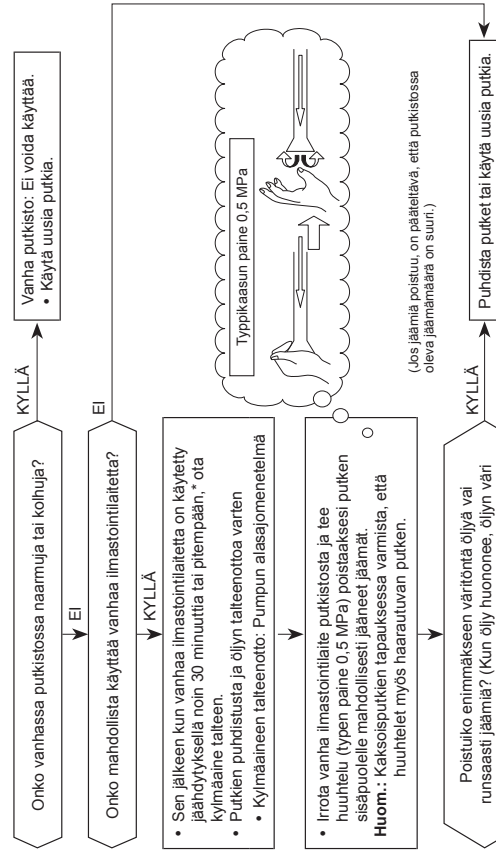 Onko vanhassa putkistossa naarmuja tai kolhuja?
KYLLÄ
Vanha putkisto: Ei voida käyttää.
• Käytä uusia putkia.
EI
Onko mahdollista käyttää vanhaa ilmastointilaitetta?
EI
KYLLÄ
• Sen jälkeen kun vanhaa ilmastointilaitetta on käytetty
jäähdytyksellä noin 30 minuuttia tai pitempään,* ota
kylmäaine talteen.
• Putkien puhdistusta ja öljyn talteenottoa varten
• Kylmäaineen talteenotto: Pumpun alasajomenetelmä
• Irrota vanha ilmastointilaite putkistosta ja tee
huuhtelu (typen paine 0,5 MPa) poistaaksesi putken
sisäpuolelle mahdollisesti jääneet jäämät.
Huom.: Kaksoisputkien tapauksessa varmista, että
huuhtelet myös haarautuvan putken.
Typpikaasun paine 0,5 MPa
(Jos jäämiä poistuu, on pääteltävä, että putkistossa
oleva jäämämäärä on suuri.)
Poistuiko enimmäkseen väritöntä öljyä vai
runsaasti jäämiä? (Kun öljy huononee, öljyn väri
KYLLÄ
Puhdista putket tai käytä uusia putkia.